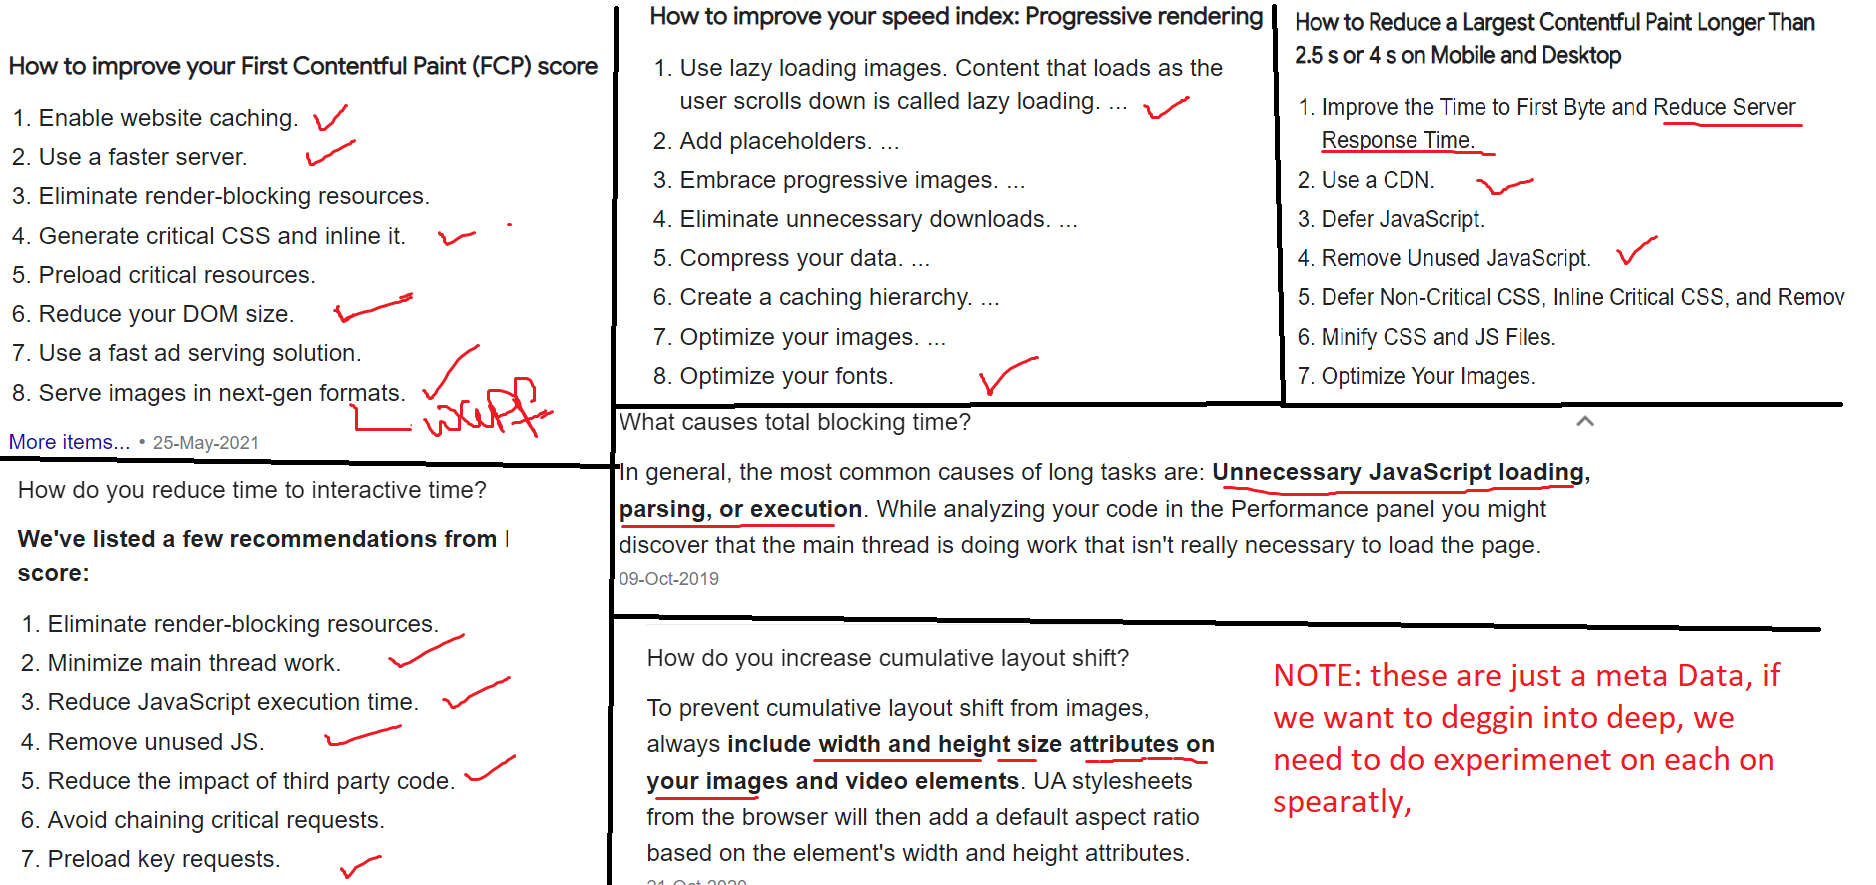 How to improve your First Contentful Paint (FCP) score
1. Enable website caching.
2. Use a faster server.
3. Eliminate render-blocking resources.
4. Generate critical CSS and inline it.
5. Preload critical resources.
6. Reduce your DOM size.
7. Use a fast ad serving solution.
8. Serve images in next-gen formats.
More items... • 25-May-2021
How to improve your speed index: Progressive rendering
1. Use lazy loading images. Content that loads as the
user scrolls down is called lazy loading. ...
2. Add placeholders. ...
3. Embrace progressive images. ...
4. Eliminate unnecessary downloads. ...
5. Compress your data. ...
6. Create a caching hierarchy. ...
7. Optimize your images. ...
8. Optimize your fonts.
How to Reduce a Largest Contentful Paint Longer Than
2.5 s or 4 s on Mobile and Desktop
1. Improve the Time to First Byte and Reduce Server
Response Time.
2. Use a CDN.
3. Defer JavaScript.
4. Remove Unused JavaScript.
5. Defer Non-Critical CSS, Inline Critical CSS, and Remov
6. Minify CSS and JS Files.
7. Optimize Your Images.
How do you reduce time to interactive time?
We've listed a few recommendations from
score:
1. Eliminate render-blocking resources.
2. Minimize main thread work.
3. Reduce JavaScript execution time.
4. Remove unused JS.
5. Reduce the impact of third party code.
6. Avoid chaining critical requests.
7. Preload key requests.
What causes total blocking time?
In general, the most common causes of long tasks are: Unnecessary JavaScript loading,
parsing, or execution. While analyzing your code in the Performance panel you might
discover that the main thread is doing work that isn't really necessary to load the page.
09-Oct-2019
How do you increase cumulative layout shift?
To prevent cumulative layout shift from images,
always include width and height size attributes on
your images and video elements. UA stylesheets
from the browser will then add a default aspect ratio
based on the element's width and height attributes.
NOTE: these are just a meta Data, if
we want to deggin into deep, we
need to do experimenet on each on
spearatly,